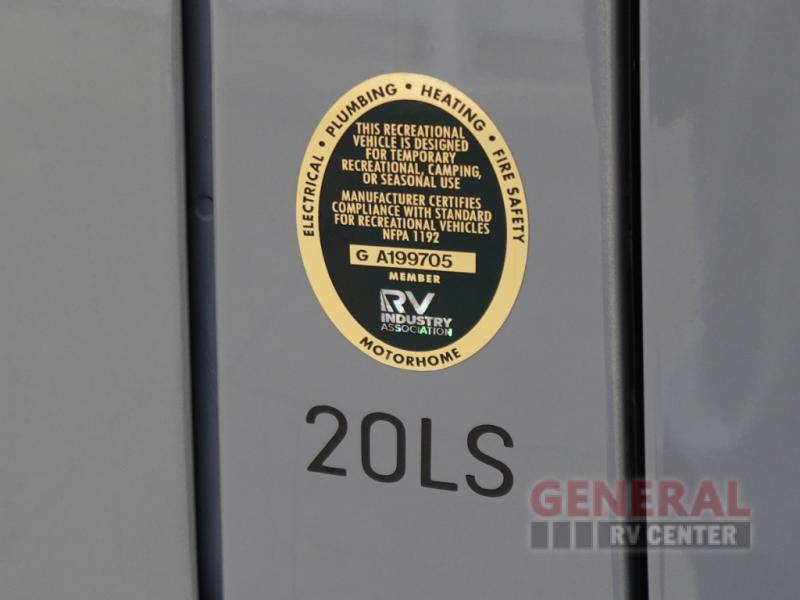 ELECTRICAL • PLUMBING • HEATING • FIRE SAFETY
THIS RECREATIONAL
VEHICLE IS DESIGNED
FOR TEMPORARY
RECREATIONAL, CAMPING,
OR SEASONAL USE
MANUFACTURER CERTIFIES
COMPLIANCE WITH STANDARD
FOR RECREATIONAL VEHICLES
NFPA 1192
G A199705
MEMBER
RV
INDUSTRY
ASSOCIATION
MOTORHOME
20LS
GENERAL
RV CENTER